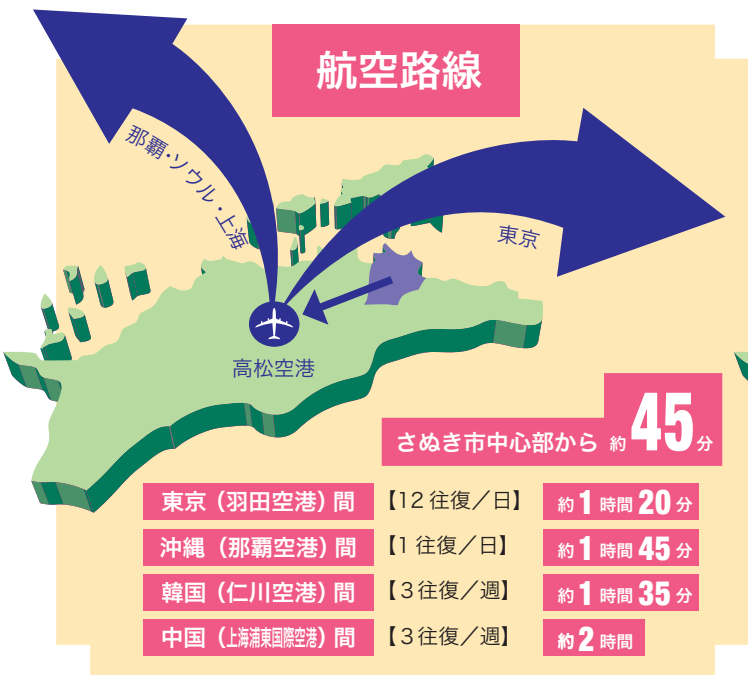 航空路線
那覇・ソウル・上海
東京
高松空港
さぬき市中心部から 約45分
東京（羽田空港）間 【12往復／日】 約1時間20分
沖縄（那覇空港）間 【1往復／日】 約1時間45分
韓国（仁川空港）間 【3往復／週】 約1時間35分
中国（上海浦東国際空港）間 【3往復／週】 約2時間